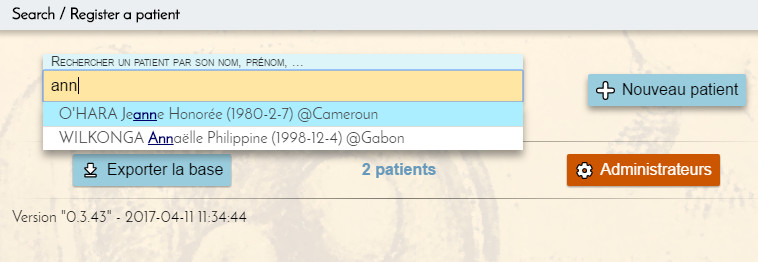 Search / Register a patient
Rechercher un patient par son nom, prénom, ...
ann
Nouveau patient
O'HARA Jeanne Honorée (1980-2-7) @Cameroun
WILKONGA Annaëlle Philippine (1998-12-4) @Gabon
Exporter la base
2 patients
Administrateurs
Version "0.3.43" - 2017-04-11 11:34:44